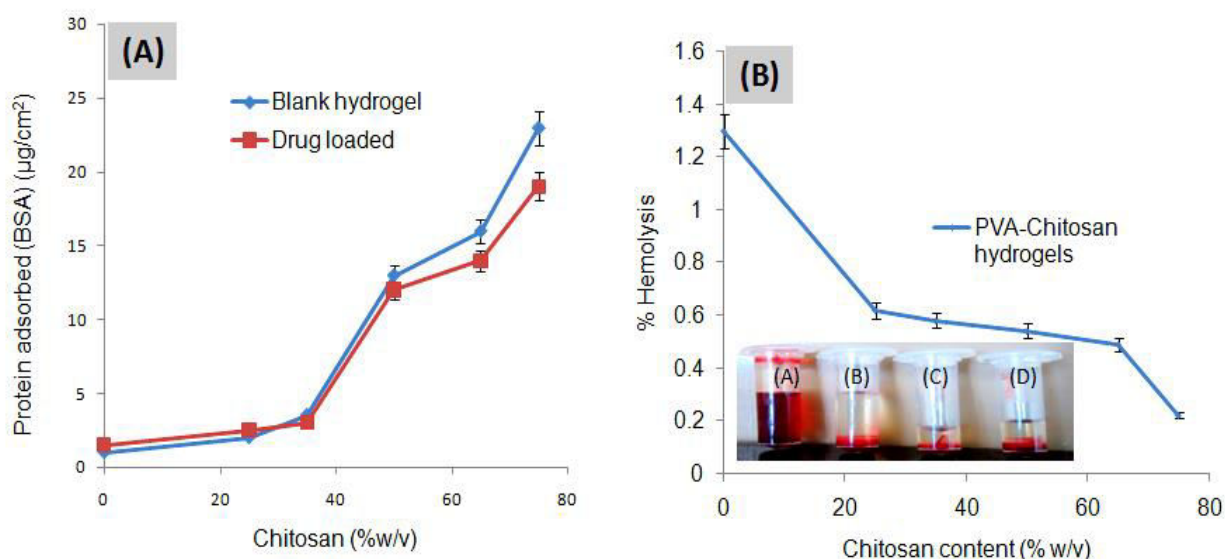 (A)
30
25
20
15
10
5
0
Protein adsorbed (BSA) (µg/cm²)
Blank hydrogel
Drug loaded
0 20 40 60 80
Chitosan (%w/v)
(B)
1.6
1.4
1.2
1
0.8
0.6
0.4
0.2
0
% Hemolysis
PVA-Chitosan
hydrogels
(A) (B) (C) (D)
0 20 40 60 80
Chitosan content (% w/v)